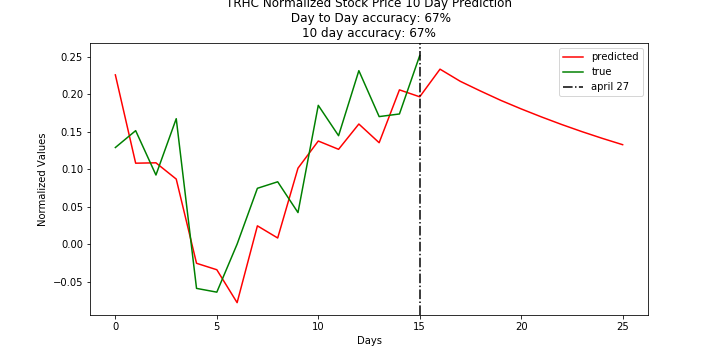 TRHC Normalized Stock Price 10 Day Prediction
Day to Day accuracy: 67%
10 day accuracy: 67%
0.25
0.20
0.15
0.10
0.05
0.00
−0.05
Normalized Values
predicted
true
april 27
0 5 10 15 20 25
Days